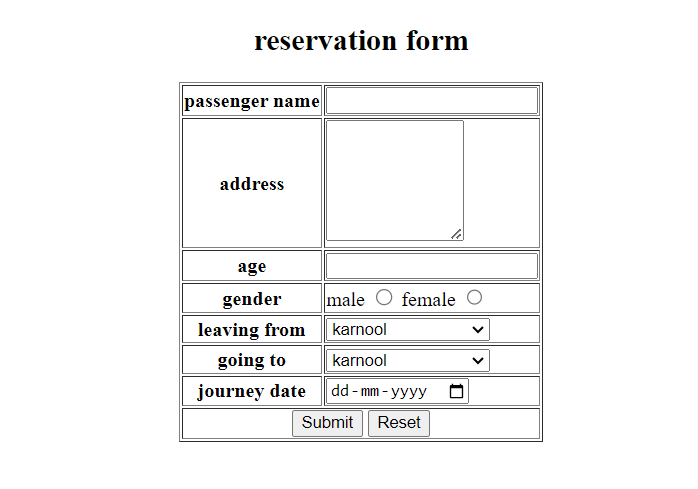 reservation form
passenger name
address
age
gender male female
leaving from karnool
going to karnool
journey date dd-mm-yyyy
Submit Reset